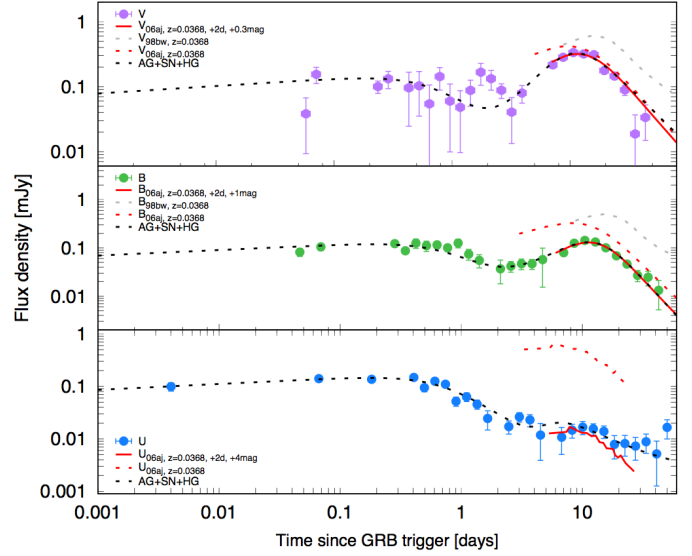 V
V06aj, z=0.0368, +2d, +0.3mag
V98bw, z=0.0368
V06aj, z=0.0368
AG+SN+HG
1
0.1
0.01
B
B06aj, z=0.0368, +2d, +1mag
B98bw, z=0.0368
B06aj, z=0.0368
AG+SN+HG
1
0.1
0.01
Flux density [mJy]
1
0.1
0.01
0.001
U
U06aj, z=0.0368, +2d, +4mag
U06aj, z=0.0368
AG+SN+HG
0.001
0.01
0.1
1
10
Time since GRB trigger [days]